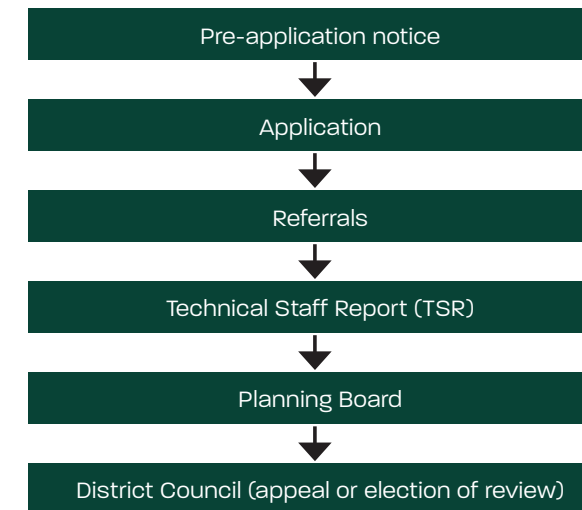 Pre-application notice
Application
Referrals
Technical Staff Report (TSR)
Planning Board
District Council (appeal or election of review)